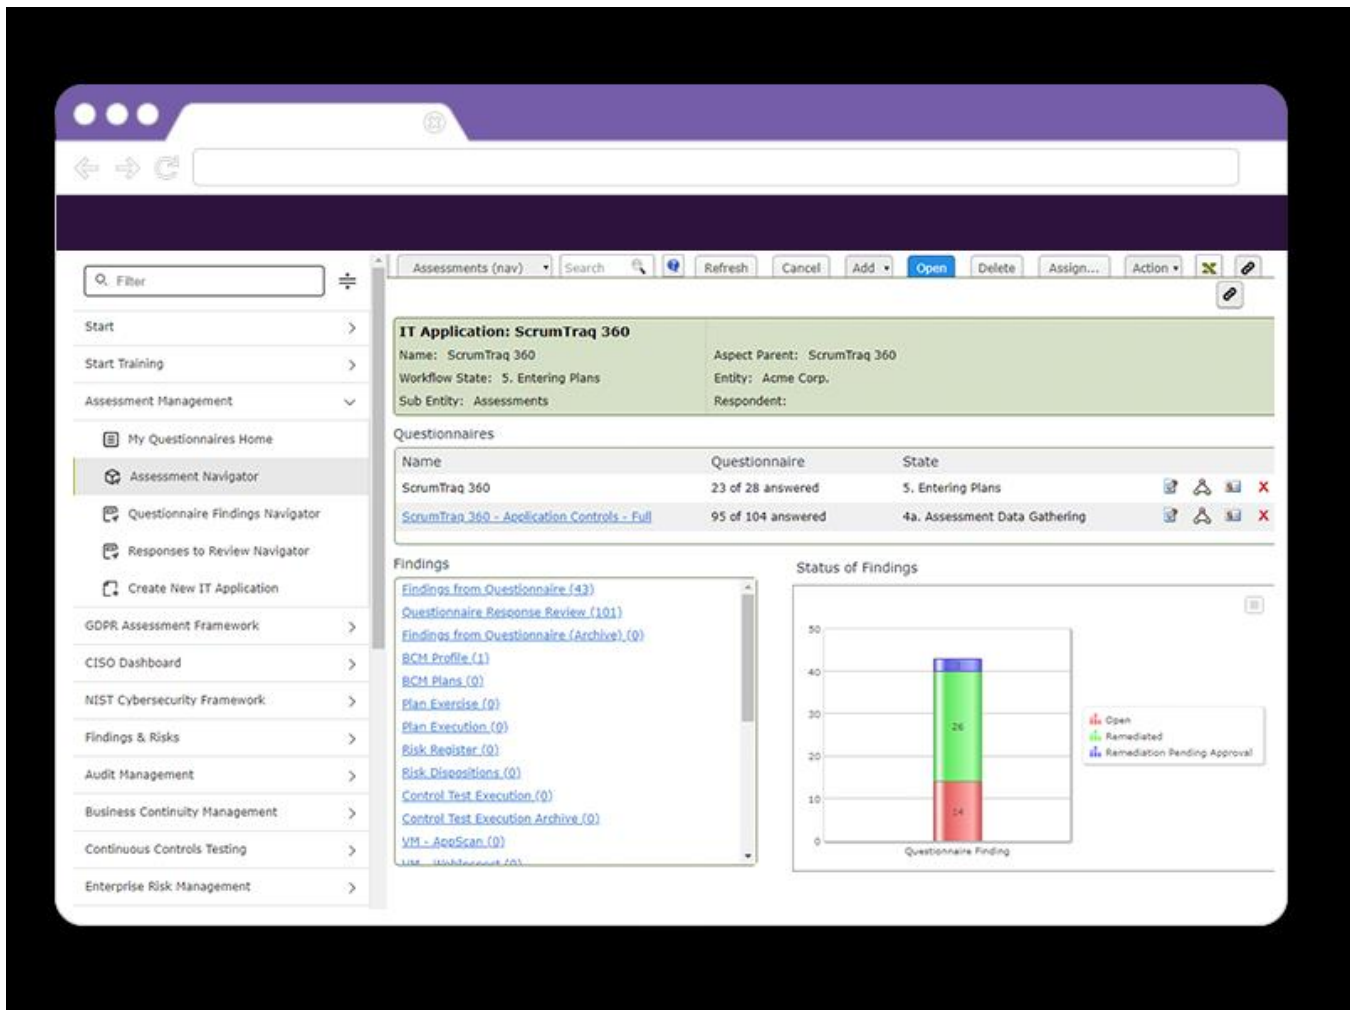 Filter
Start
Start Training
Assessment Management
My Questionnaires Home
Assessment Navigator
Questionnaire Findings Navigator
Responses to Review Navigator
Create New IT Application
GDPR Assessment Framework
CISO Dashboard
NIST Cybersecurity Framework
Findings & Risks
Audit Management
Business Continuity Management
Continuous Controls Testing
Enterprise Risk Management
Assessments (nav) Search Refresh Cancel Add Open Delete Assign... Action
IT Application: ScrumTraq 360
Name: ScrumTraq 360 Aspect Parent: ScrumTraq 360
Workflow State: 5. Entering Plans Entity: Acme Corp.
Sub Entity: Assessments Respondent:
Questionnaires
Name Questionnaire State
ScrumTraq 360 23 of 28 answered 5. Entering Plans
ScrumTraq 360 - Application Controls - Full 95 of 104 answered 4a. Assessment Data Gathering
Findings
Findings from Questionnaire (43)
Questionnaire Response Review (101)
Findings from Questionnaire (Archive) (0)
BCM Profile (1)
BCM Plans (0)
Plan Exercise (0)
Plan Execution (0)
Risk Register (0)
Risk Dispositions (0)
Control Test Execution (0)
Control Test Execution Archive (0)
VM - AppScan (0)
Status of Findings
50
40
30
20
10
0
26
14
Questionnaire Finding
Open
Remediated
Remediation Pending Approval